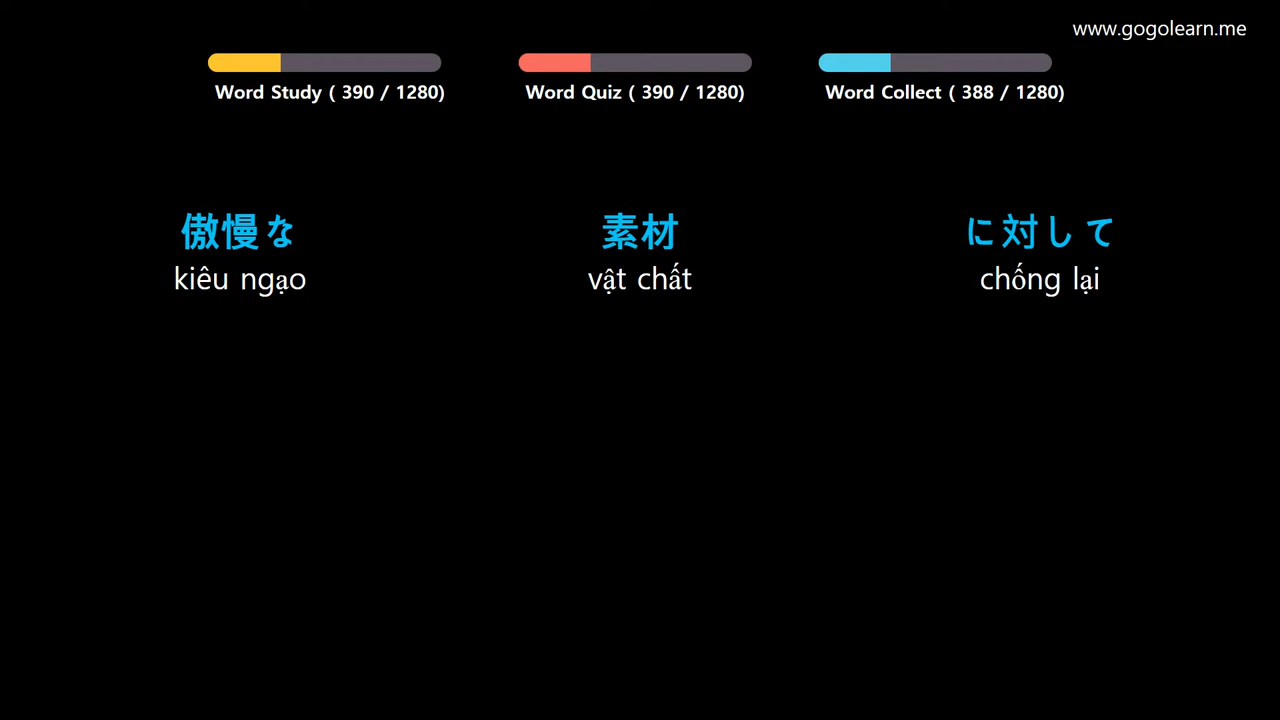 www.gogolearn.me
Word Study ( 390 / 1280)
Word Quiz ( 390 / 1280)
Word Collect ( 388 / 1280)
傲慢な
kiêu ngạo
素材
vật chất
に対して
chống lại